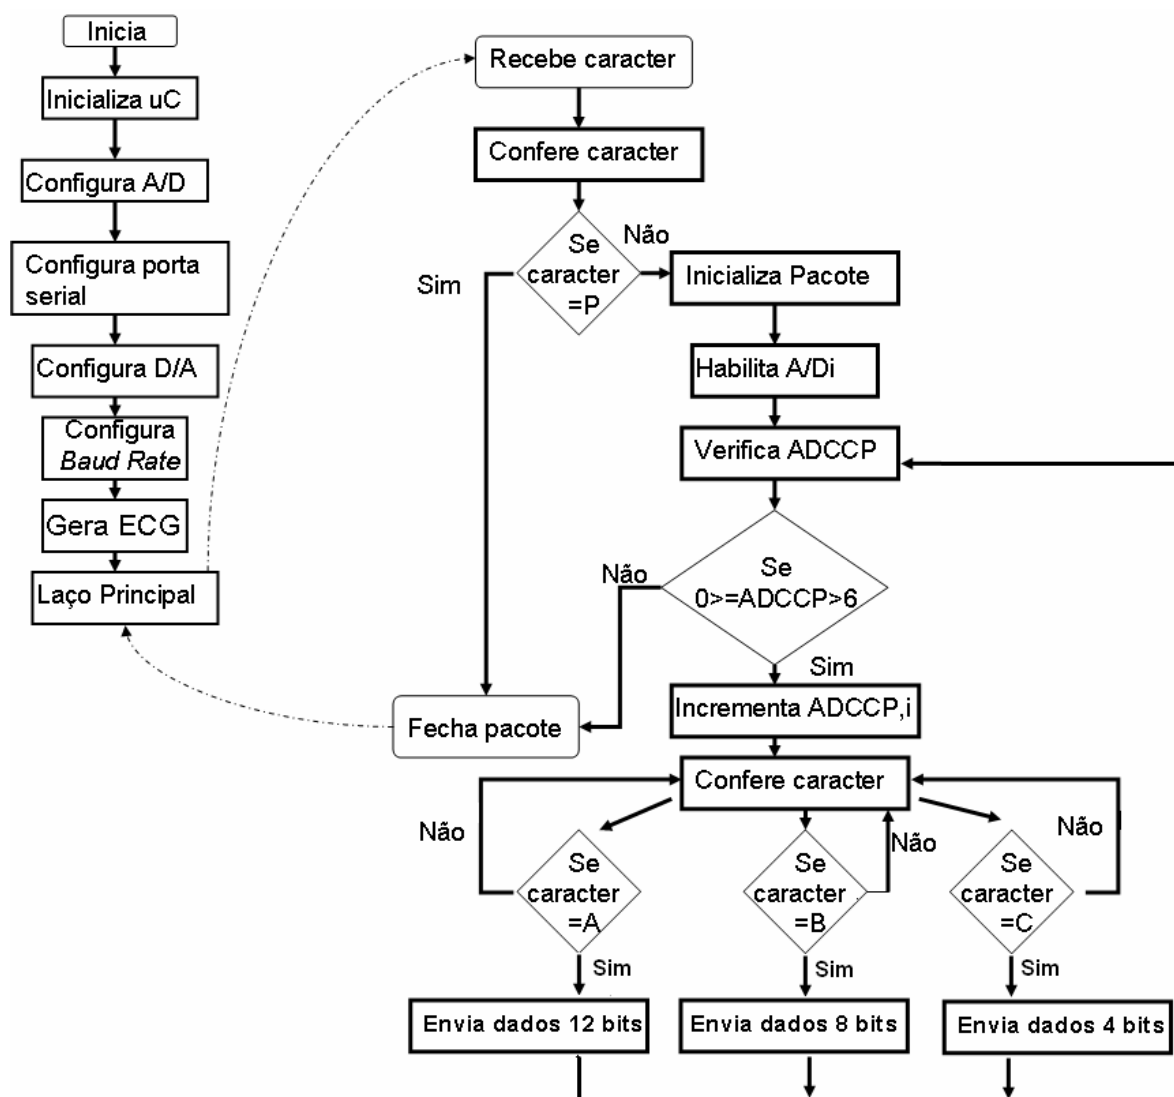 Inicia
Inicializa uC
Configura A/D
Configura porta
serial
Configura D/A
Configura
Baud Rate
Gera ECG
Laço Principal
Recebe caracter
Confere caracter
Se
caracter
=P
Sim
Não
Inicializa Pacote
Habilita A/Di
Verifica ADCCP
Se
0>=ADCCP>6
Não
Sim
Fecha pacote
Incrementa ADCCP,i
Confere caracter
Não
Se
caracter
=A
Sim
Envia dados 12 bits
Não
Se
caracter
=B
Sim
Envia dados 8 bits
Não
Se
caracter
=C
Sim
Envia dados 4 bits